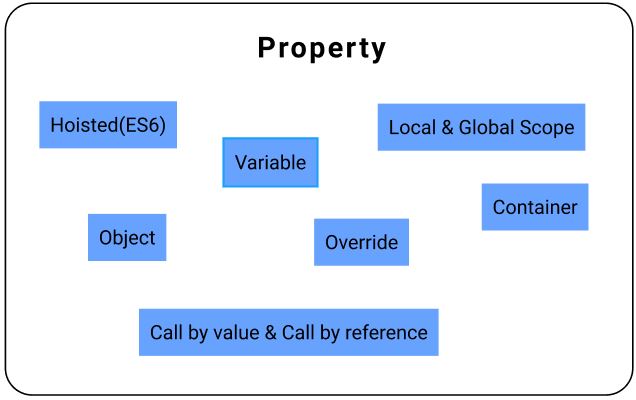 Property
Hoisted(ES6)
Local & Global Scope
Variable
Container
Object
Override
Call by value & Call by reference